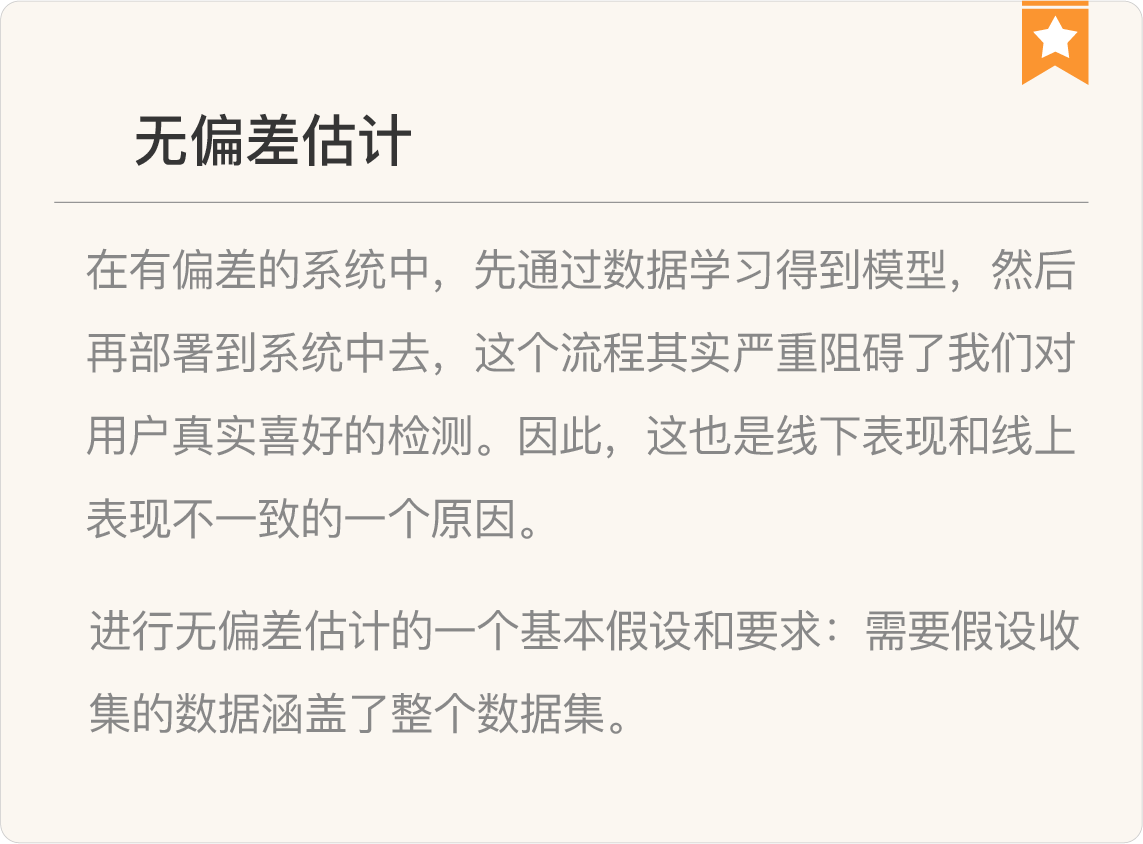 无偏差估计
在有偏差的系统中，先通过数据学习得到模型，然后
再部署到系统中去，这个流程其实严重阻碍了我们对
用户真实喜好的检测。因此，这也是线下表现和线上
表现不一致的一个原因。
进行无偏差估计的一个基本假设和要求：需要假设收
集的数据涵盖了整个数据集。